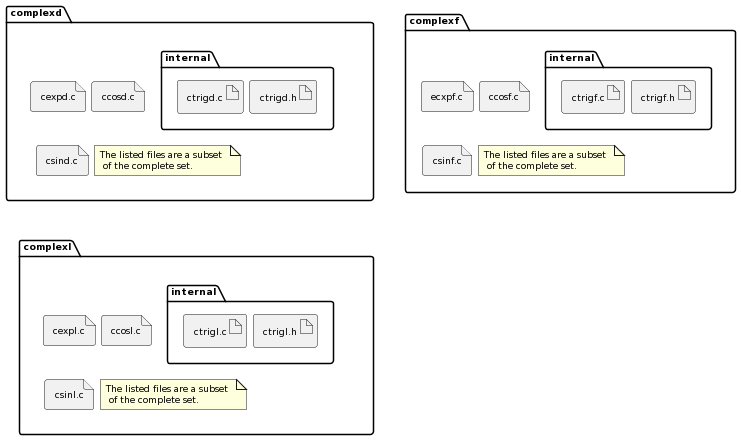 complexd
internal
cexpd.c
ccosd.c
ctrigd.c
ctrigd.h
csind.c
The listed files are a subset
of the complete set.
complexf
internal
ecxpf.c
ccosf.c
ctrigf.c
ctrigf.h
csinf.c
The listed files are a subset
of the complete set.
complexl
internal
cexpl.c
ccosl.c
ctrigl.c
ctrigl.h
csinl.c
The listed files are a subset
of the complete set.